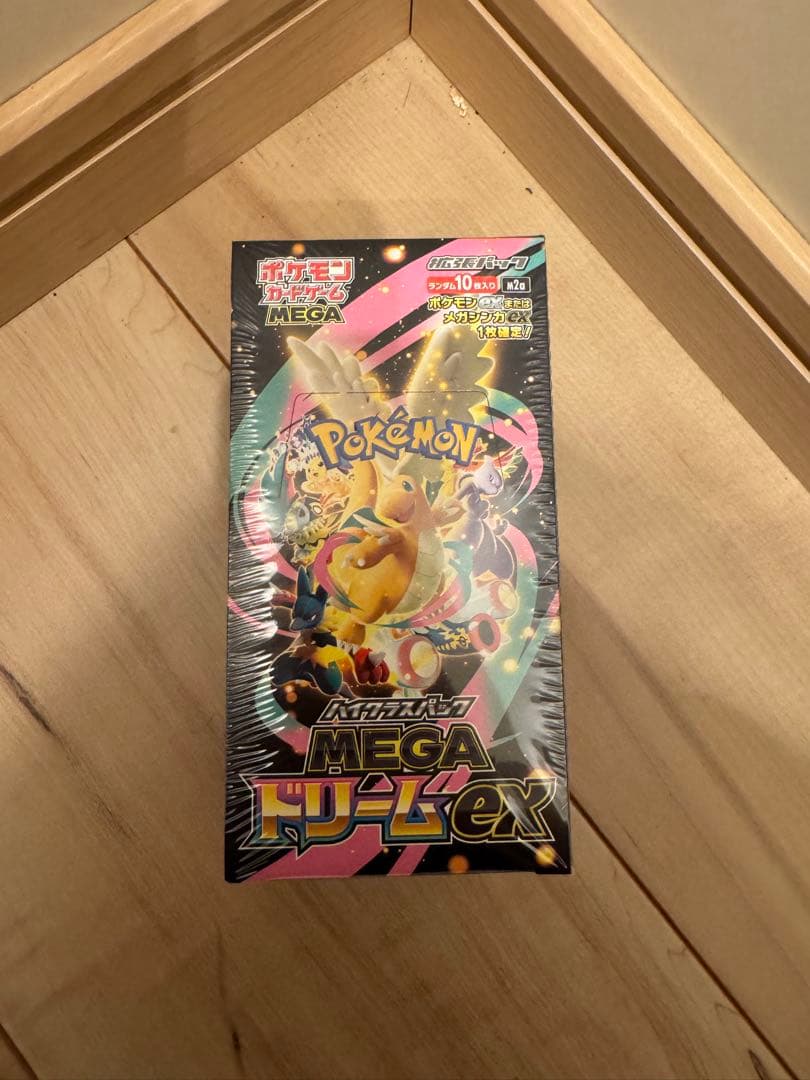 ポケモン
カードゲーム
MEGA
拡張パック
ランダム10枚入り
M2a
ポケモンexまたは
メガシンカex
1枚確定!
POKéMON
ハイクラスパック
MEGA
ドリームex